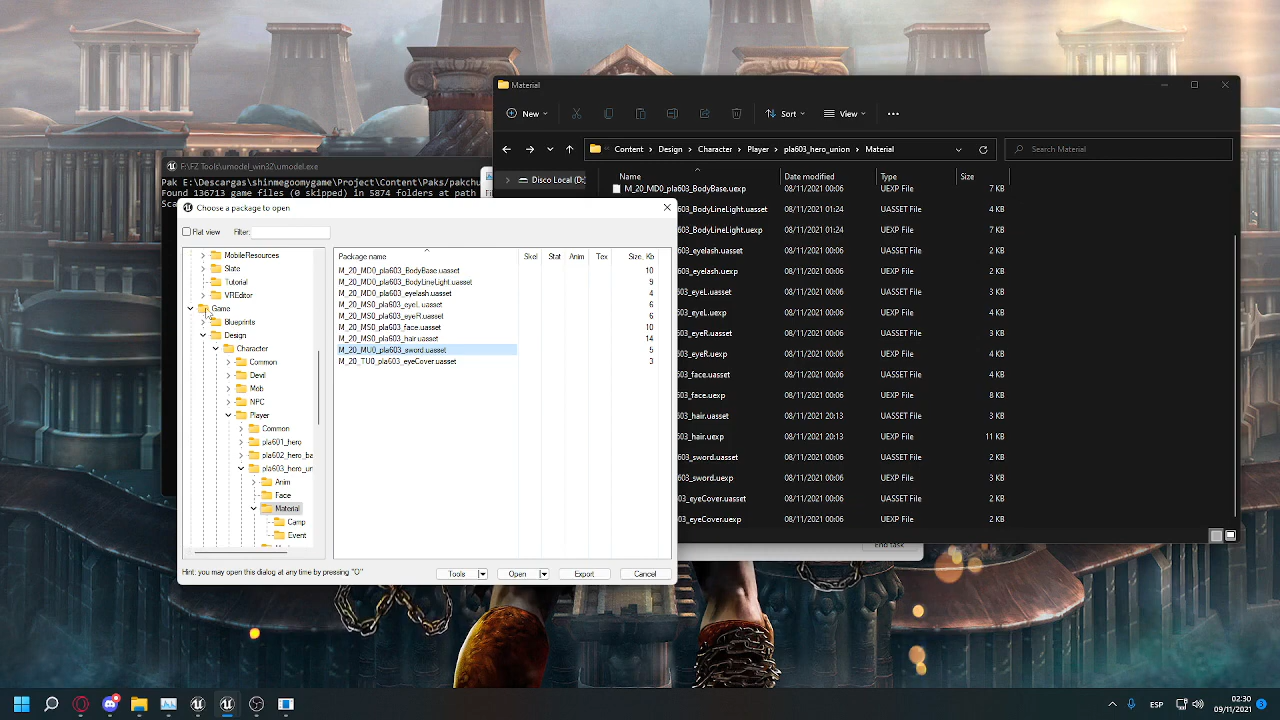 Material
New
Sort
View
Content > Design > Character > Player > pla603_hero_union > Material
Search Material
F:\FZ Tools\umodel_win32\umodel.exe
Pak E:\Descargas\shinmegoomygame\Project\Content\Paks/pakchu
Found 136713 game files (0 skipped) in 5874 folders at path
Sca
Disco Local (D:
Name Date modified Type Size
M_20_MD0_pla603_BodyBase.uexp 08/11/2021 00:06 UEXP File 7 KB
603_BodyLineLight.uasset 08/11/2021 01:24 UASSET File 4 KB
603_BodyLineLight.uexp 08/11/2021 01:24 UEXP File 7 KB
603_eyelash.uasset 08/11/2021 00:06 UASSET File 2 KB
603_eyelash.uexp 08/11/2021 00:06 UEXP File 3 KB
603_eyeL.uasset 08/11/2021 00:06 UASSET File 3 KB
603_eyeL.uexp 08/11/2021 00:06 UEXP File 4 KB
603_eyeR.uasset 08/11/2021 00:06 UASSET File 3 KB
603_eyeR.uexp 08/11/2021 00:06 UEXP File 4 KB
603_face.uasset 08/11/2021 00:06 UASSET File 2 KB
603_face.uexp 08/11/2021 00:06 UEXP File 8 KB
603_hair.uasset 08/11/2021 20:13 UASSET File 3 KB
603_hair.uexp 08/11/2021 20:13 UEXP File 11 KB
603_sword.uasset 08/11/2021 00:06 UASSET File 2 KB
603_sword.uexp 08/11/2021 00:06 UEXP File 3 KB
603_eyeCover.uasset 08/11/2021 00:06 UASSET File 2 KB
603_eyeCover.uexp 08/11/2021 00:06 UEXP File 2 KB
End task
Choose a package to open
Flat view Filter:
MobileResources
Slate
Tutorial
VREditor
Game
Blueprints
Design
Character
Common
Devil
Mob
NPC
Player
Common
pla601_hero
pla602_hero_ba
pla603_hero_un
Anim
Face
Material
Camp
Event
Package name Skel Stat Anim Tex Size, Kb
M_20_MD0_pla603_BodyBase.uasset 10
M_20_MD0_pla603_BodyLineLight.uasset 9
M_20_MD0_pla603_eyelash.uasset 4
M_20_MS0_pla603_eyeL.uasset 6
M_20_MS0_pla603_eyeR.uasset 6
M_20_MS0_pla603_face.uasset 10
M_20_MS0_pla603_hair.uasset 14
M_20_MU0_pla603_sword.uasset 5
M_20_TU0_pla603_eyeCover.uasset 3
Hint: you may open this dialog at any time by pressing "O"
Tools Open Export Cancel
ESP
02:30
09/11/2021